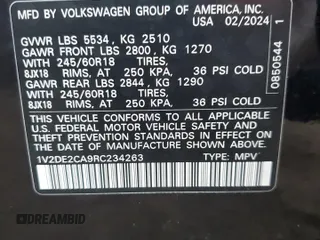 MFD BY VOLKSWAGEN GROUP OF AMERICA, INC.
USA 02/2024
GVWR LBS 5534 , KG 2510
GAWR FRONT LBS 2800 , KG 1270
WITH 245/60R18 TIRES,
8JX18 RIMS, AT 250 KPA, 36 PSI COLD
GAWR REAR LBS 2844 , KG 1290
WITH 245/60R18 TIRES,
8JX18 RIMS, AT 250 KPA, 36 PSI COLD
THIS VEHICLE CONFORMS TO ALL APPLICABLE
U.S. FEDERAL MOTOR VEHICLE SAFETY, BUMPER, AND
THEFT PREVENTION STANDARDS IN EFFECT ON THE
DATE OF MANUFACTURE SHOWN ABOVE.
1V2DE2CA9RC234263 TYPE: MPV
0850544 1
DREAMBID